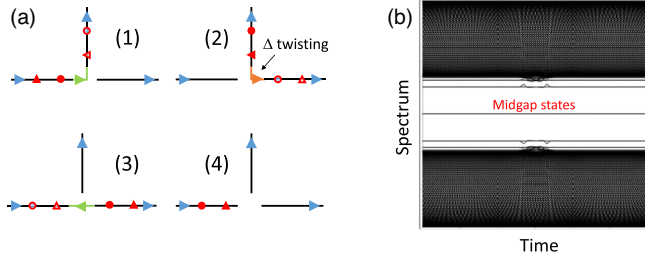 (a)
(1)
(2)
Δ twisting
(3)
(4)
(b)
Spectrum
Midgap states
Time